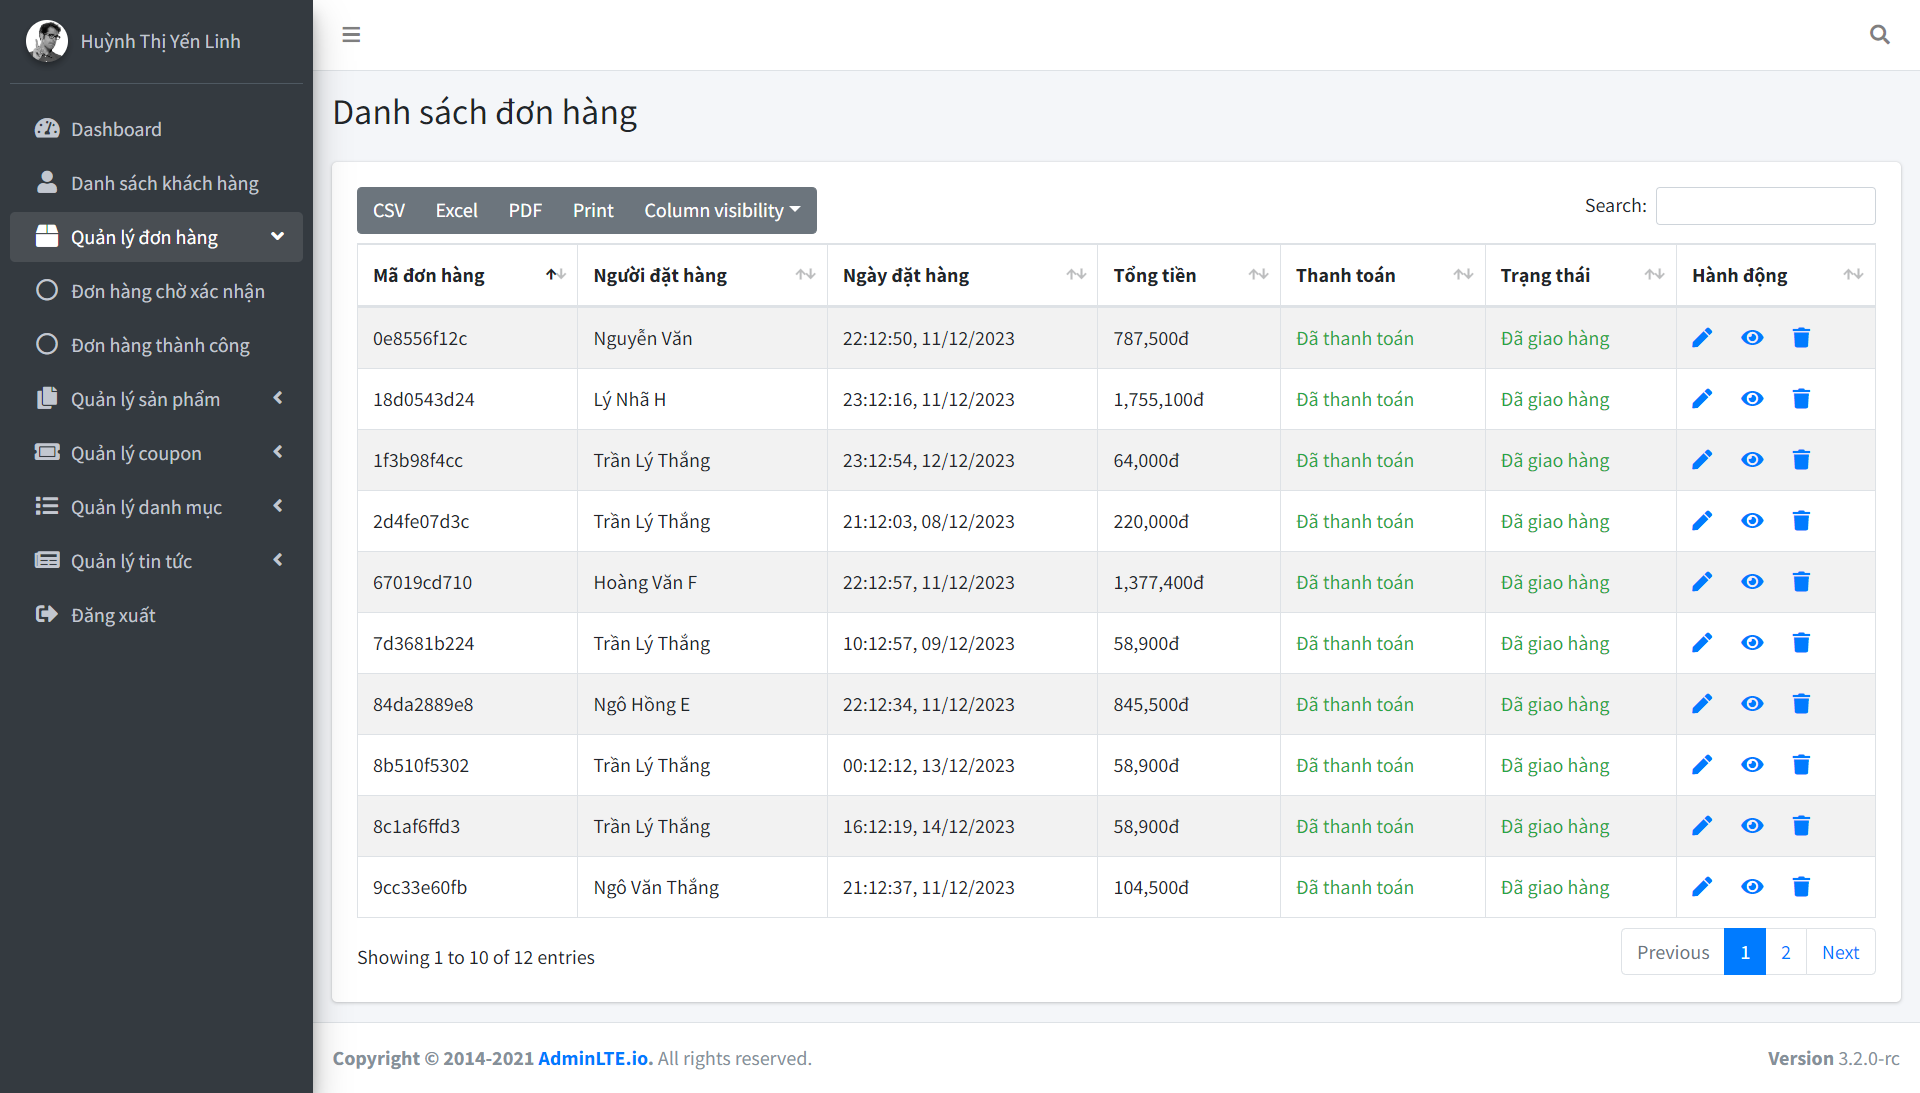 Huỳnh Thị Yến Linh
Dashboard
Danh sách khách hàng
Quản lý đơn hàng
Đơn hàng chờ xác nhận
Đơn hàng thành công
Quản lý sản phẩm
Quản lý coupon
Quản lý danh mục
Quản lý tin tức
Đăng xuất
Danh sách đơn hàng
CSV Excel PDF Print Column visibility
Search:
Mã đơn hàng Người đặt hàng Ngày đặt hàng Tổng tiền Thanh toán Trạng thái Hành động
0e8556f12c Nguyễn Văn 22:12:50, 11/12/2023 787,500đ Đã thanh toán Đã giao hàng
18d0543d24 Lý Nhã H 23:12:16, 11/12/2023 1,755,100đ Đã thanh toán Đã giao hàng
1f3b98f4cc Trần Lý Thắng 23:12:54, 12/12/2023 64,000đ Đã thanh toán Đã giao hàng
2d4fe07d3c Trần Lý Thắng 21:12:03, 08/12/2023 220,000đ Đã thanh toán Đã giao hàng
67019cd710 Hoàng Văn F 22:12:57, 11/12/2023 1,377,400đ Đã thanh toán Đã giao hàng
7d3681b224 Trần Lý Thắng 10:12:57, 09/12/2023 58,900đ Đã thanh toán Đã giao hàng
84da2889e8 Ngô Hồng E 22:12:34, 11/12/2023 845,500đ Đã thanh toán Đã giao hàng
8b510f5302 Trần Lý Thắng 00:12:12, 13/12/2023 58,900đ Đã thanh toán Đã giao hàng
8c1af6ffd3 Trần Lý Thắng 16:12:19, 14/12/2023 58,900đ Đã thanh toán Đã giao hàng
9cc33e60fb Ngô Văn Thắng 21:12:37, 11/12/2023 104,500đ Đã thanh toán Đã giao hàng
Showing 1 to 10 of 12 entries
Previous 1 2 Next
Copyright © 2014-2021 AdminLTE.io. All rights reserved.
Version 3.2.0-rc